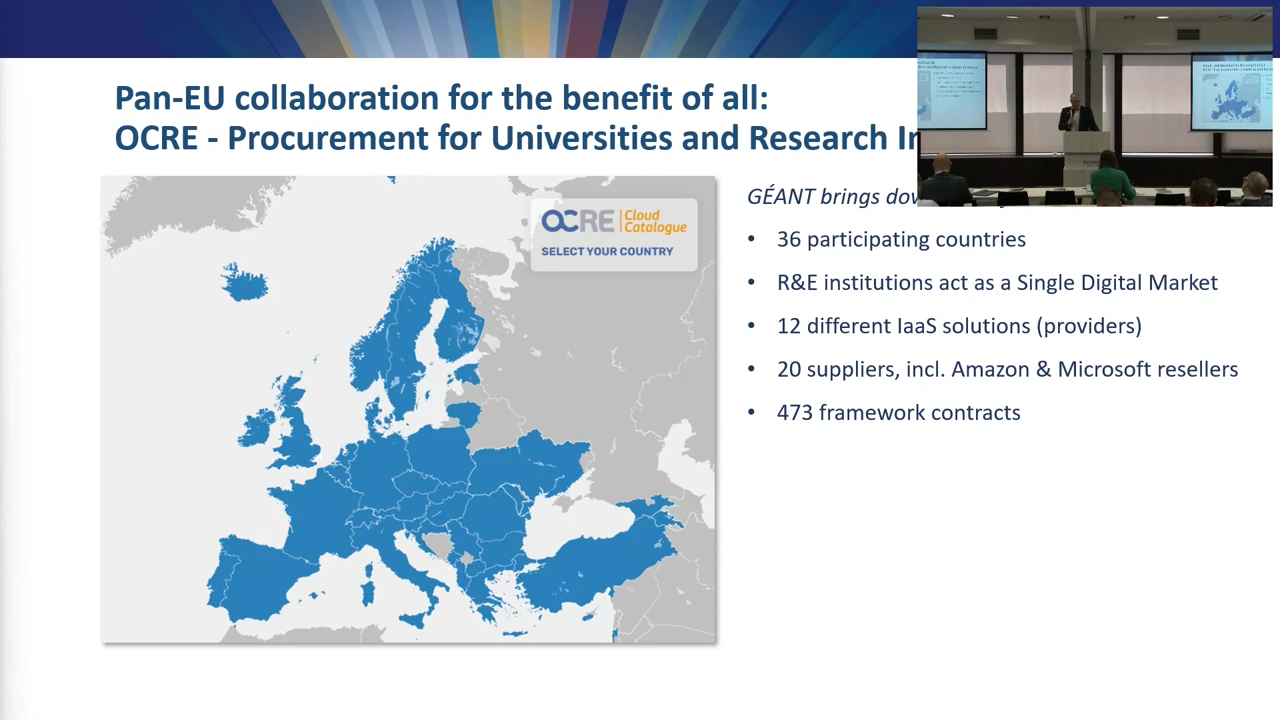 Pan-EU collaboration for the benefit of all:
OCRE - Procurement for Universities and Research
OCRE Cloud
Catalogue
SELECT YOUR COUNTRY
GÉANT brings
• 36 participating countries
• R&E institutions act as a Single Digital Market
• 12 different IaaS solutions (providers)
• 20 suppliers, incl. Amazon & Microsoft resellers
• 473 framework contracts